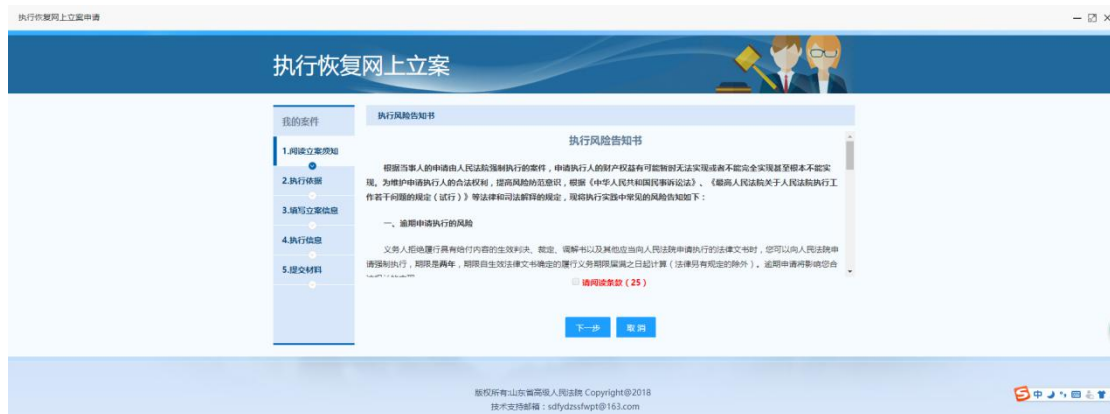 执行恢复网上立案申请
执行恢复网上立案
我的案件
1.阅读立案须知
2.执行依据
3.填写立案信息
4.执行信息
5.提交材料
执行风险告知书
执行风险告知书
根据当事人的申请由人民法院强制执行的案件，申请执行人的财产权益有可能暂时无法实现或者不能完全实现甚至根本不能实
现。为维护申请执行人的合法权利，提高风险防范意识，根据《中华人民共和国民事诉讼法》、《最高人民法院关于人民法院执行工
作若干问题的规定（试行）》等法律和司法解释的规定，现将执行实践中常见的风险告知如下：
一、逾期申请执行的风险
义务人拒绝履行具有给付内容的生效判决、裁定、调解书以及其他应当向人民法院申请执行的法律文书时，您可以向人民法院申
请强制执行，期限是两年，期限自生效法律文书确定的履行义务期限届满之日起计算（法律另有规定的除外）。逾期申请将影响您合
请阅读条款（25）
下一步 取 消
版权所有:山东省高级人民法院 Copyright@2018
技术支持邮箱：sdfydzssfwpt@163.com
中